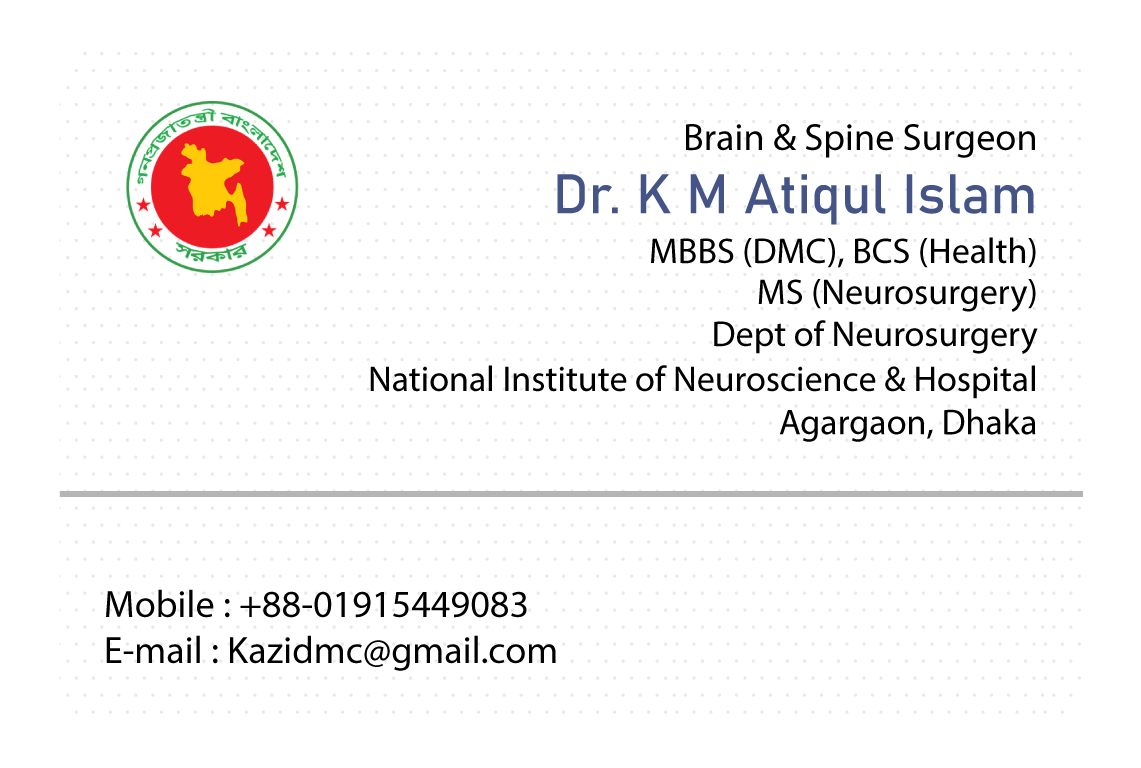 গনপ্রজাতন্ত্রী বাংলাদেশ
সরকার
Brain & Spine Surgeon
Dr. K M Atiqul Islam
MBBS (DMC), BCS (Health)
MS (Neurosurgery)
Dept of Neurosurgery
National Institute of Neuroscience & Hospital
Agargaon, Dhaka
Mobile : +88-01915449083
E-mail : Kazidmc@gmail.com